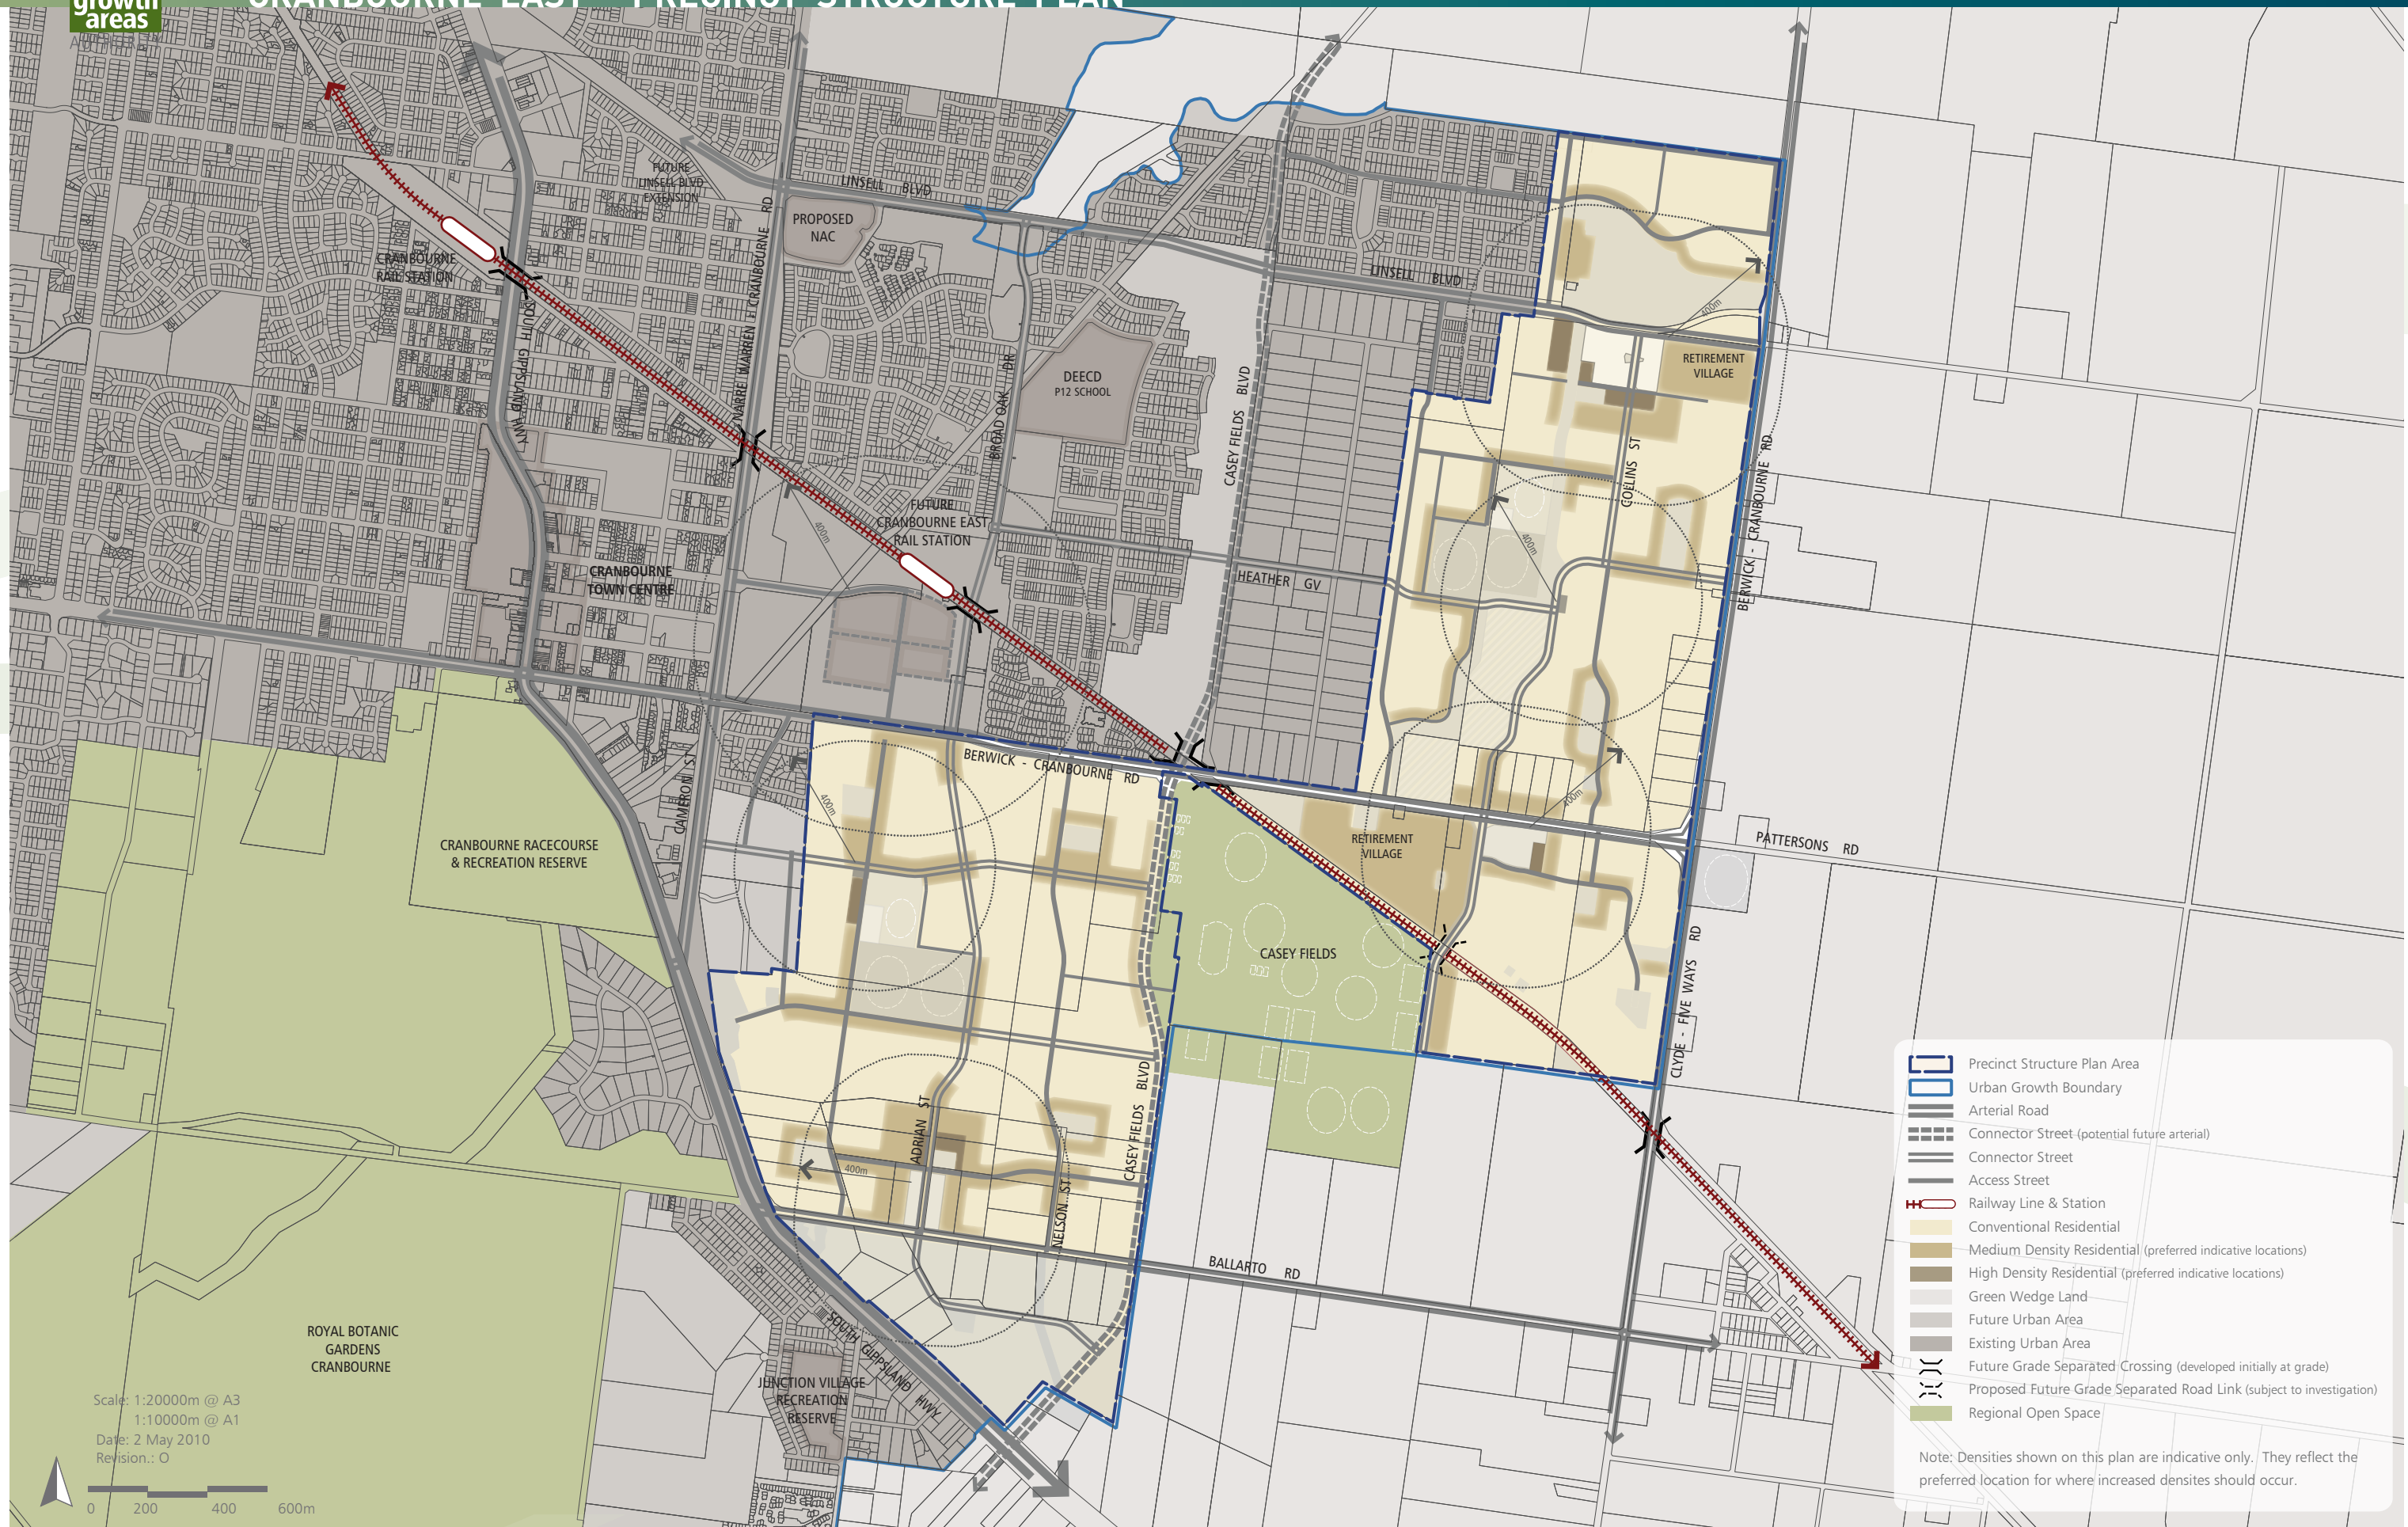 growth
areas
CRANBOURNE EAST PRECINCT STRUCTURE PLAN
FUTURE
LINSELL BLVD
EXTENSION
LINSELL BLVD
PROPOSED
NAC
NARRE WARREN - CRANBOURNE RD
CRANBOURNE
RAIL STATION
SOUTH GIPPSLAND HWY
LINSELL BLVD
400m
RETIREMENT
VILLAGE
DEECD
P12 SCHOOL
BROAD OAK DR
CASEY FIELDS BLVD
COLLINS ST
BERWICK - CRANBOURNE RD
400m
FUTURE
CRANBOURNE EAST
RAIL STATION
400m
HEATHER GV
CRANBOURNE
TOWN CENTRE
BERWICK - CRANBOURNE RD
CAMERON ST
400m
400m
CRANBOURNE RACECOURSE
& RECREATION RESERVE
RETIREMENT
VILLAGE
PATTERSONS RD
CASEY FIELDS
CLYDE - FIVE WAYS RD
ADRIAN ST
CASEY FIELDS BLVD
400m
NELSON ST
BALLARTO RD
ROYAL BOTANIC
GARDENS
CRANBOURNE
SOUTH GIPPSLAND HWY
JUNCTION VILLAGE
RECREATION
RESERVE
Scale: 1:20000m @ A3
1:10000m @ A1
Date: 2 May 2010
Revision.: O
0 200 400 600m
Precinct Structure Plan Area
Urban Growth Boundary
Arterial Road
Connector Street (potential future arterial)
Connector Street
Access Street
Railway Line & Station
Conventional Residential
Medium Density Residential (preferred indicative locations)
High Density Residential (preferred indicative locations)
Green Wedge Land
Future Urban Area
Existing Urban Area
Future Grade Separated Crossing (developed initially at grade)
Proposed Future Grade Separated Road Link (subject to investigation)
Regional Open Space
Note: Densities shown on this plan are indicative only. They reflect the
preferred location for where increased densites should occur.